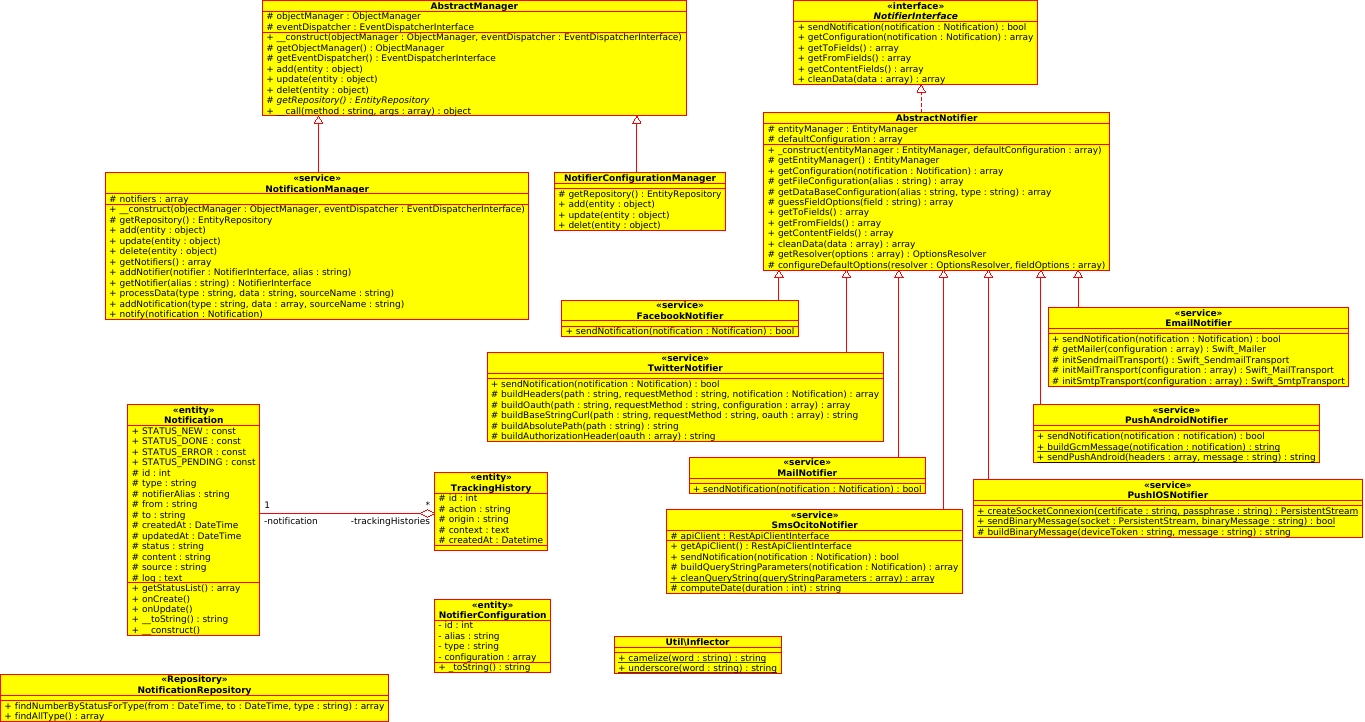 AbstractManager
# objectManager : ObjectManager
# eventDispatcher : EventDispatcherInterface
+ __construct(objectManager : ObjectManager, eventDispatcher : EventDispatcherInterface)
# getObjectManager() : ObjectManager
# getEventDispatcher() : EventDispatcherInterface
+ add(entity : object)
+ update(entity : object)
+ delet(entity : object)
# getRepository() : EntityRepository
+ __call(method : string, args : array) : object
«interface»
NotifierInterface
+ sendNotification(notification : Notification) : bool
+ getConfiguration(notification : Notification) : array
+ getToFields() : array
+ getFromFields() : array
+ getContentFields() : array
+ cleanData(data : array) : array
AbstractNotifier
# entityManager : EntityManager
# defaultConfiguration : array
+ _construct(entityManager : EntityManager, defaultConfiguration : array)
# getEntityManager() : EntityManager
+ getConfiguration(notification : Notification) : array
# getFileConfiguration(alias : string) : array
# getDataBaseConfiguration(alias : string, type : string) : array
# guessFieldOptions(field : string) : array
+ getToFields() : array
+ getFromFields() : array
+ getContentFields() : array
+ cleanData(data : array) : array
# getResolver(options : array) : OptionsResolver
# configureDefaultOptions(resolver : OptionsResolver, fieldOptions : array)
«service»
NotificationManager
# notifiers : array
+ __construct(objectManager : ObjectManager, eventDispatcher : EventDispatcherInterface)
# getRepository() : EntityRepository
+ add(entity : object)
+ update(entity : object)
+ delete(entity : object)
+ getNotifiers() : array
+ addNotifier(notifier : NotifierInterface, alias : string)
+ getNotifier(alias : string) : NotifierInterface
+ processData(type : string, data : string, sourceName : string)
+ addNotification(type : string, data : array, sourceName : string)
+ notify(notification : Notification)
NotifierConfigurationManager
# getRepository() : EntityRepository
+ add(entity : object)
+ update(entity : object)
+ delet(entity : object)
«service»
FacebookNotifier
+ sendNotification(notification : Notification) : bool
«service»
EmailNotifier
+ sendNotification(notification : Notification) : bool
# getMailer(configuration : array) : Swift_Mailer
# initSendmailTransport() : Swift_SendmailTransport
# initMailTransport(configuration : array) : Swift_MailTransport
# initSmtpTransport(configuration : array) : Swift_SmtpTransport
«service»
TwitterNotifier
+ sendNotification(notification : Notification) : bool
# buildHeaders(path : string, requestMethod : string, notification : Notification) : array
# buildOauth(path : string, requestMethod : string, configuration : array) : array
# buildBaseStringCurl(path : string, requestMethod : string, oauth : array) : string
# buildAbsolutePath(path : string) : string
# buildAuthorizationHeader(oauth : array) : string
«service»
PushAndroidNotifier
+ sendNotification(notification : notification) : bool
+ buildGcmMessage(notification : notification) : string
+ sendPushAndroid(headers : array, message : string) : string
«service»
MailNotifier
+ sendNotification(notification : Notification) : bool
«service»
PushIOSNotifier
+ createSocketConnexion(certificate : string, passphrase : string) : PersistentStream
+ sendBinaryMessage(socket : PersistentStream, binaryMessage : string) : bool
# buildBinaryMessage(deviceToken : string, message : string) : string
«service»
SmsOcitoNotifier
# apiClient : RestApiClientInterface
+ getApiClient() : RestApiClientInterface
+ sendNotification(notification : Notification) : bool
# buildQueryStringParameters(notification : Notification) : array
+ cleanQueryString(queryStringParameters : array) : array
# computeDate(duration : int) : string
«entity»
Notification
+ STATUS_NEW : const
+ STATUS_DONE : const
+ STATUS_ERROR : const
+ STATUS_PENDING : const
# id : int
# type : string
# notifierAlias : string
# from : string
# to : string
# createdAt : DateTime
# updatedAt : DateTime
# status : string
# content : string
# source : string
# log : text
+ getStatusList() : array
+ onCreate()
+ onUpdate()
+ __toString() : string
+ __construct()
1
-notification
*
-trackingHistories
«entity»
TrackingHistory
# id : int
# action : string
# origin : string
# context : text
# createdAt : Datetime
«entity»
NotifierConfiguration
- id : int
- alias : string
- type : string
- configuration : array
+ _toString() : string
Util\Inflector
+ camelize(word : string) : string
+ underscore(word : string) : string
«Repository»
NotificationRepository
+ findNumberByStatusForType(from : DateTime, to : DateTime, type : string) : array
+ findAllType() : array